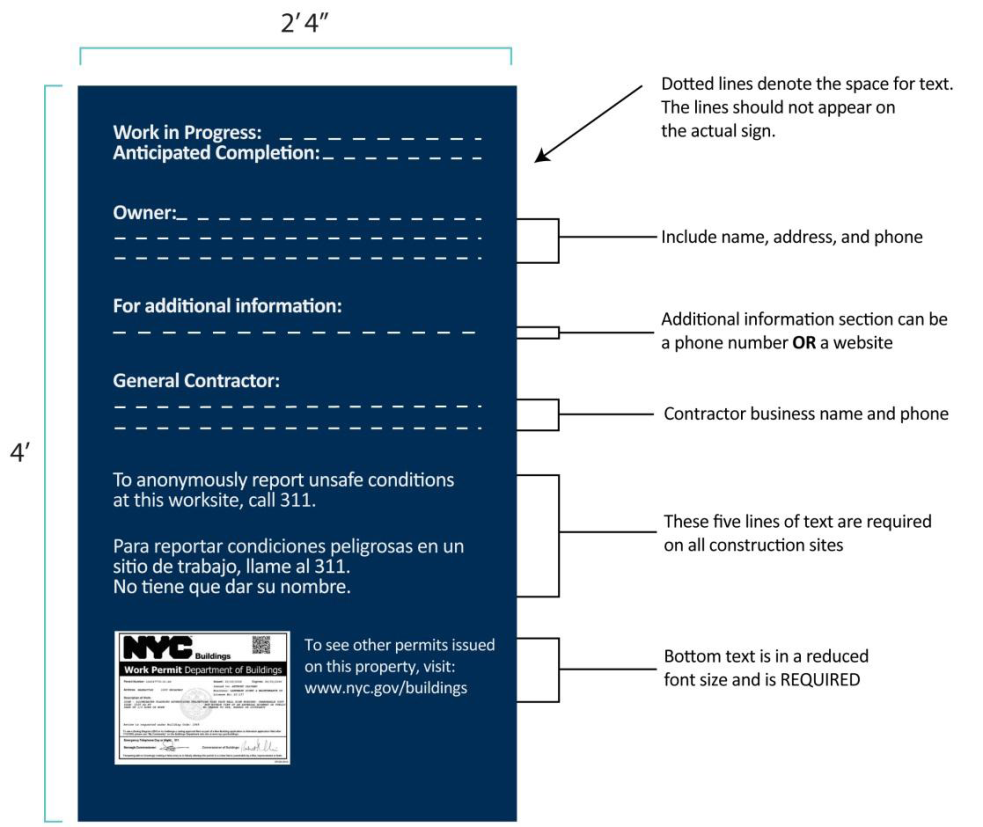 2' 4"
4'
Work in Progress:
Anticipated Completion:
Owner:
For additional information:
General Contractor:
To anonymously report unsafe conditions
at this worksite, call 311.
Para reportar condiciones peligrosas en un
sitio de trabajo, llame al 311.
No tiene que dar su nombre.
NYC Buildings
Work Permit Department of Buildings
To see other permits issued
on this property, visit:
www.nyc.gov/buildings
Dotted lines denote the space for text.
The lines should not appear on
the actual sign.
Include name, address, and phone
Additional information section can be
a phone number OR a website
Contractor business name and phone
These five lines of text are required
on all construction sites
Bottom text is in a reduced
font size and is REQUIRED